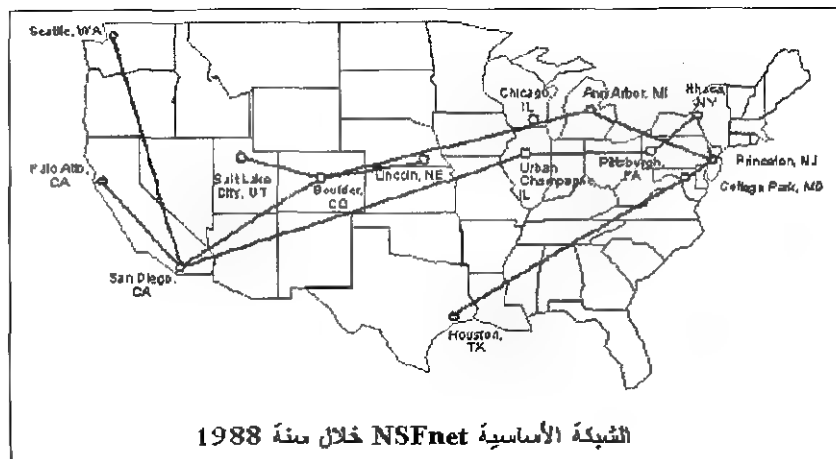 Seattle, WA
Chicago,
IL
Ann Arbor, MI
Ithaca,
NY
Palo Alto,
CA
Salt Lake
City, UT
Boulder,
CO
Lincoln, NE
Urban
Champagne,
IL
Pittburgh,
PA
Princeton, NJ
College Park, MD
San Diego,
CA
Houston,
TX
الشبكة الأساسية NSFnet خلال سنة 1988